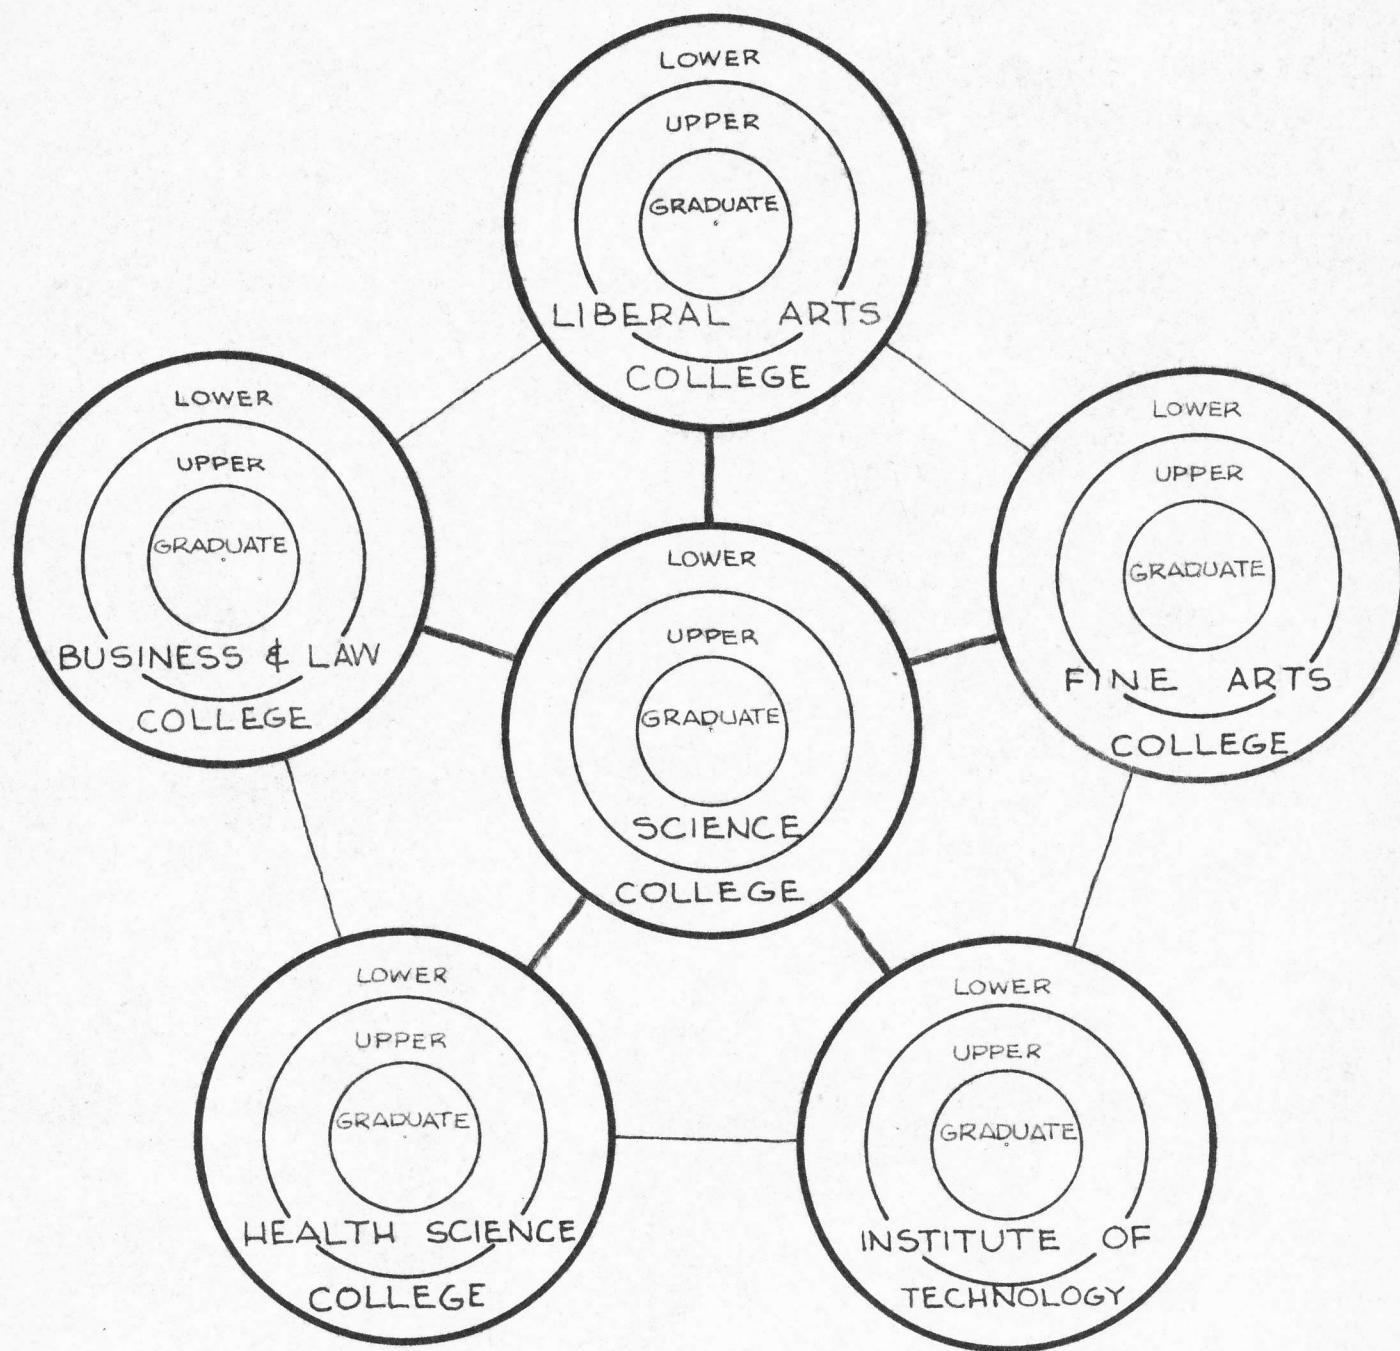 LOWER
UPPER
GRADUATE
LIBERAL ARTS
COLLEGE
LOWER
UPPER
GRADUATE
BUSINESS & LAW
COLLEGE
LOWER
UPPER
GRADUATE
FINE ARTS
COLLEGE
LOWER
UPPER
GRADUATE
SCIENCE
COLLEGE
LOWER
UPPER
GRADUATE
HEALTH SCIENCE
COLLEGE
LOWER
UPPER
GRADUATE
INSTITUTE OF
TECHNOLOGY